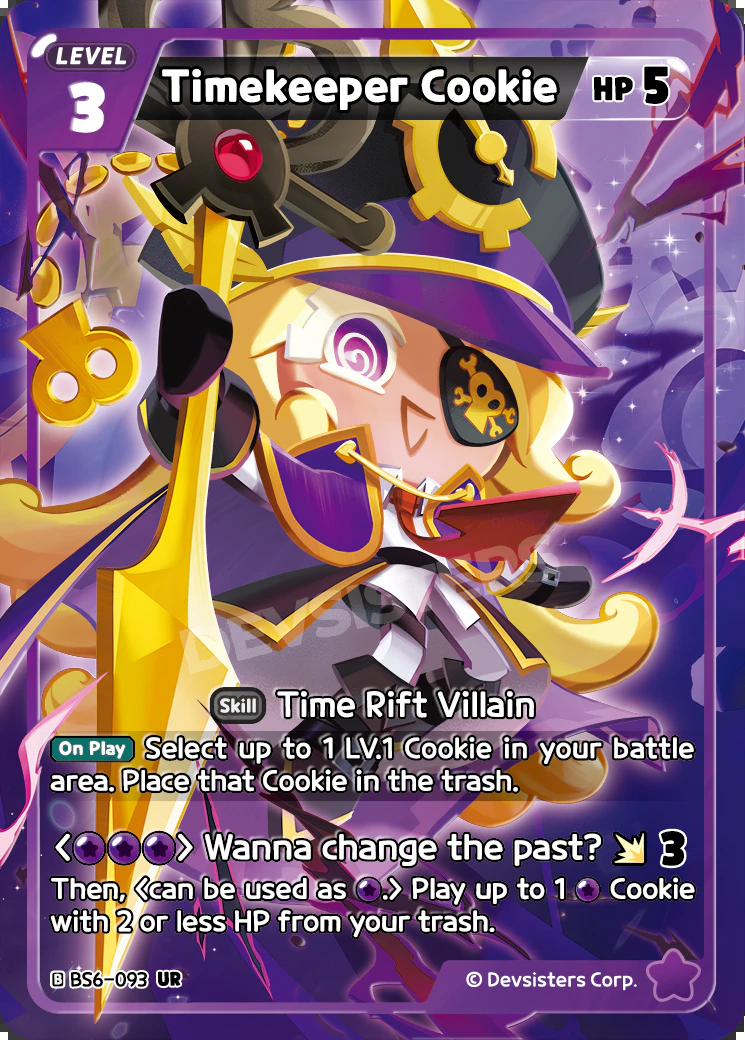 LEVEL
3
Timekeeper Cookie
HP 5
DEVSISTERS
Skill Time Rift Villain
On Play Select up to 1 LV.1 Cookie in your battle
area. Place that Cookie in the trash.
< > Wanna change the past? 3
Then, <can be used as .> Play up to 1 Cookie
with 2 or less HP from your trash.
B BS6-093 UR
© Devsisters Corp.